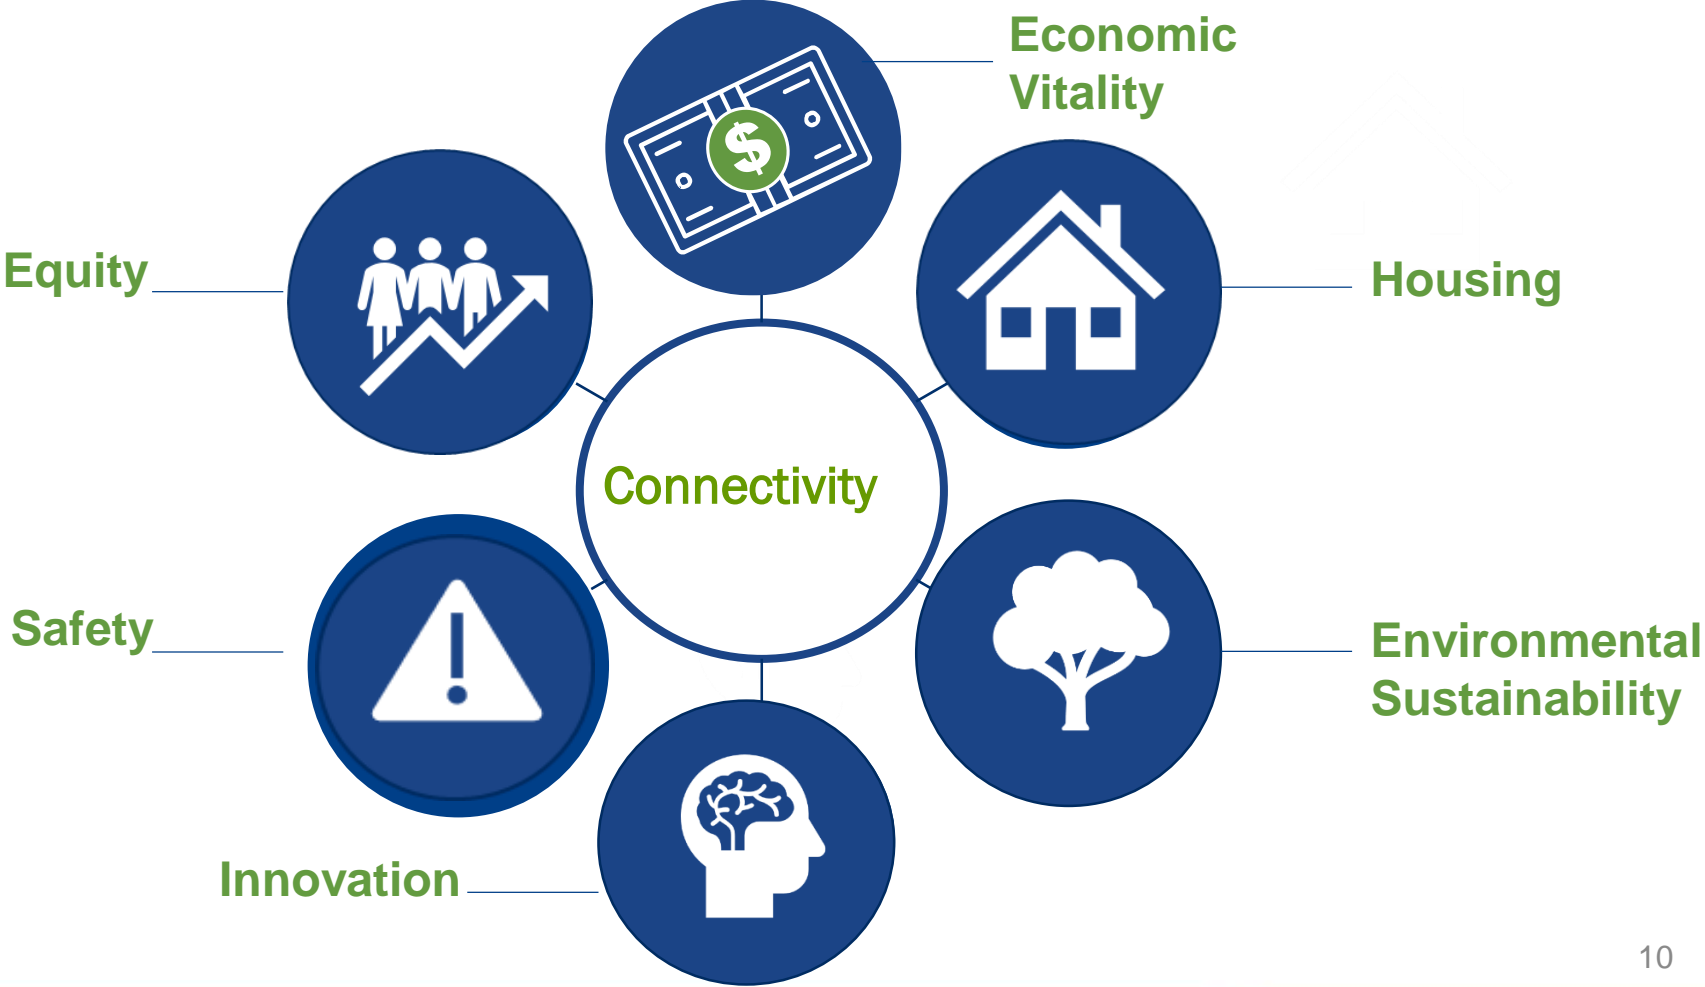 Economic
Vitality
Equity
Housing
$
Connectivity
Safety
Environmental
Sustainability
Innovation
10